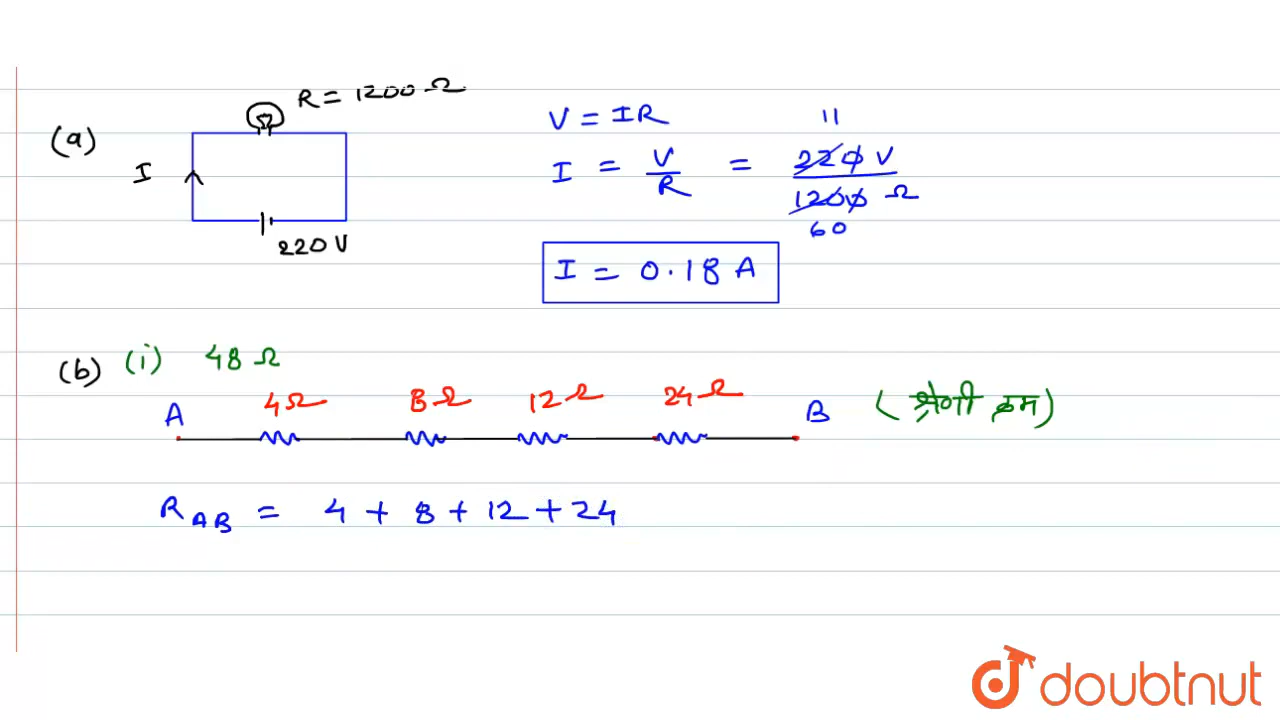 (a)
R = 1200 Ω
I
220 V
V = IR
I = V/R = 220 V / 1200 Ω
11
60
I = 0.18 A
(b) (i) 48 Ω
A 4Ω 8Ω 12Ω 24Ω B (श्रेणी क्रम)
R_AB = 4 + 8 + 12 + 24
doubtnut